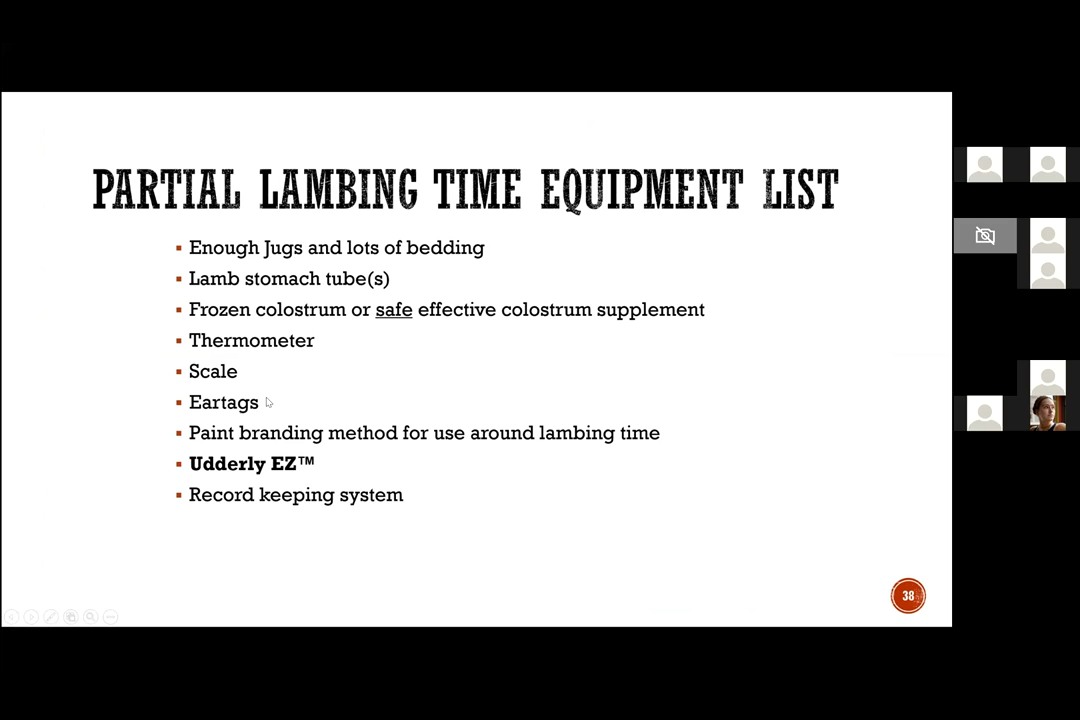 PARTIAL LAMBING TIME EQUIPMENT LIST
▪ Enough Jugs and lots of bedding
▪ Lamb stomach tube(s)
▪ Frozen colostrum or safe effective colostrum supplement
▪ Thermometer
▪ Scale
▪ Eartags
▪ Paint branding method for use around lambing time
▪ Udderly EZ™
▪ Record keeping system
38